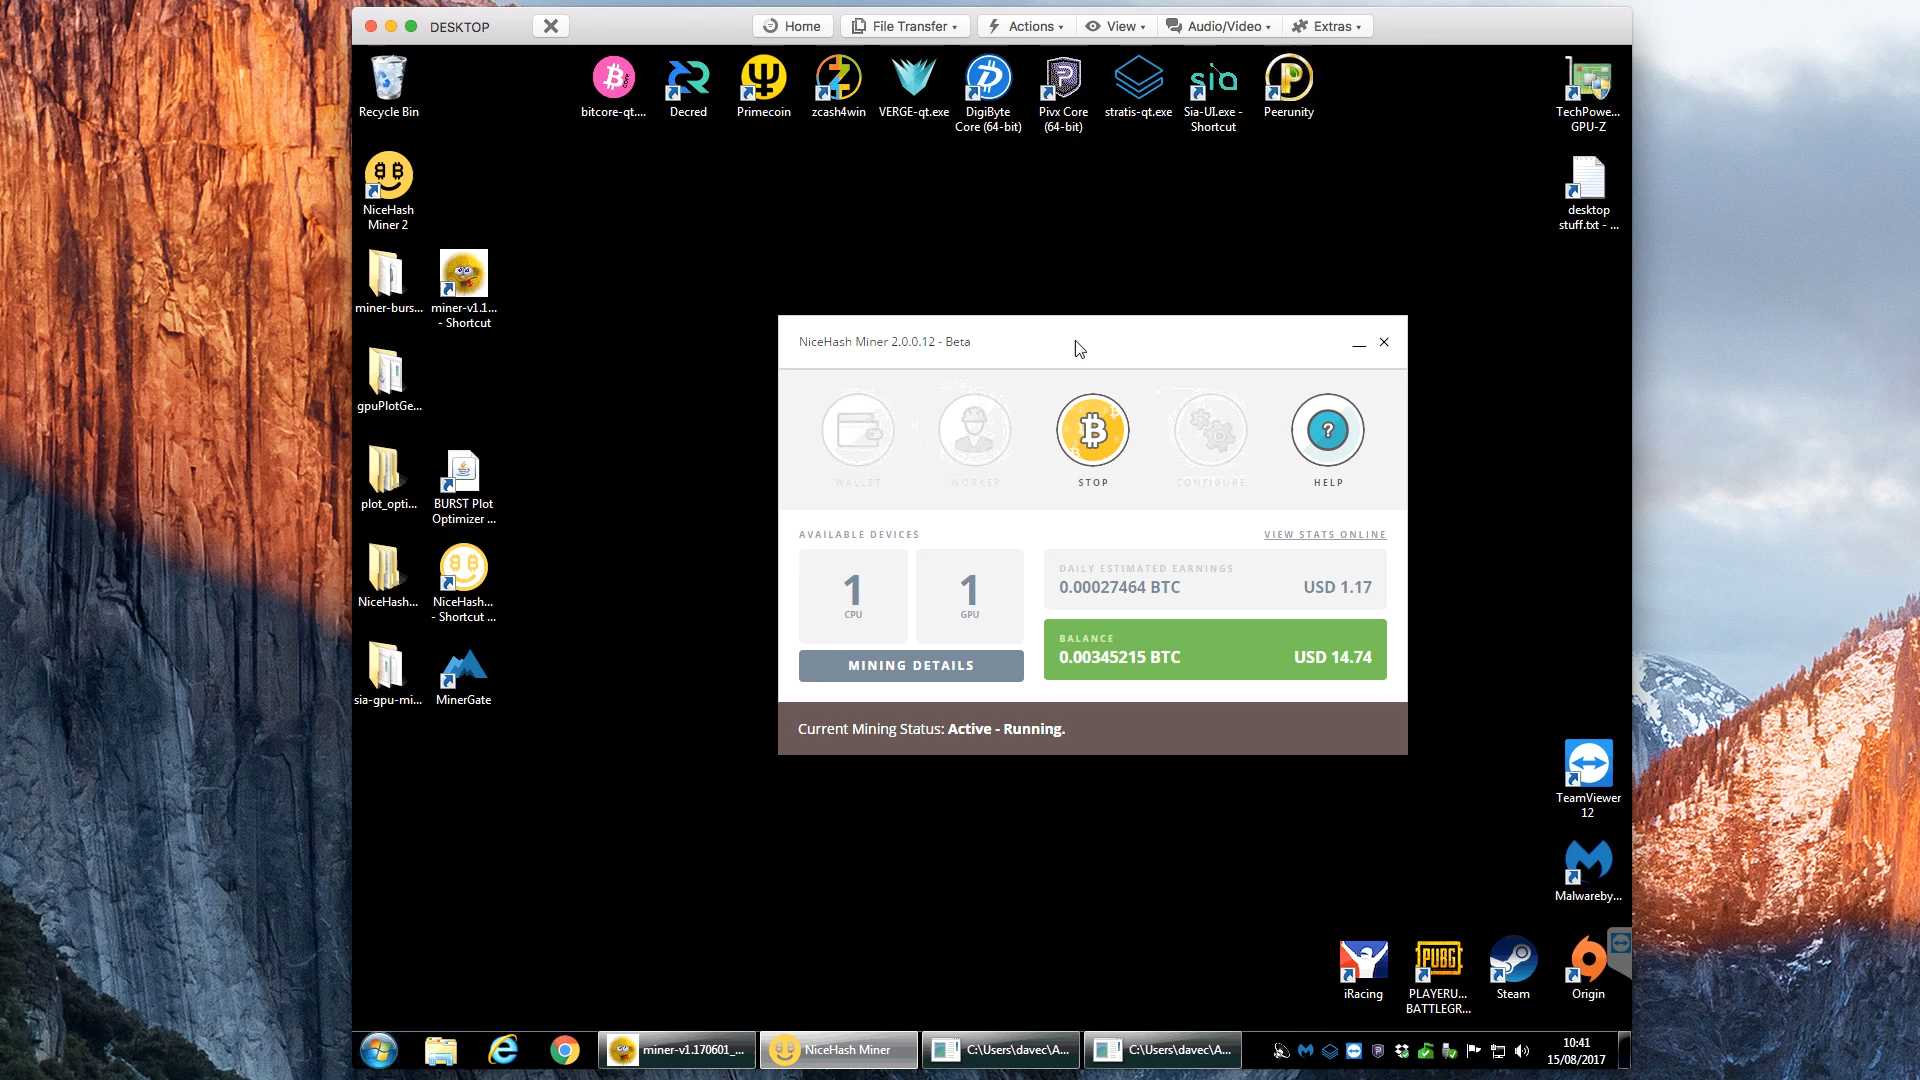 DESKTOP
Home
File Transfer
Actions
View
Audio/Video
Extras
Recycle Bin
bitcore-qt....
Decred
Primecoin
zcash4win
VERGE-qt.exe
DigiByte
Core (64-bit)
Pivx Core
(64-bit)
stratis-qt.exe
sia
Sia-UI.exe -
Shortcut
Peerunity
TechPowe...
GPU-Z
NiceHash
Miner 2
desktop
stuff.txt - ...
miner-burs...
miner-v1.1...
- Shortcut
gpuPlotGe...
plot_opti...
BURST Plot
Optimizer ...
NiceHash...
NiceHash...
- Shortcut ...
sia-gpu-mi...
MinerGate
NiceHash Miner 2.0.0.12 - Beta
WALLET
WORKER
STOP
CONFIGURE
HELP
AVAILABLE DEVICES
VIEW STATS ONLINE
1
CPU
1
GPU
DAILY ESTIMATED EARNINGS
0.00027464 BTC
USD 1.17
BALANCE
0.00345215 BTC
USD 14.74
MINING DETAILS
Current Mining Status: Active - Running.
TeamViewer
12
Malwareby...
iRacing
PUBG
PLAYERU...
BATTLEGR...
Steam
Origin
miner-v1.170601_...
NiceHash Miner
C:\Users\davec\A...
C:\Users\davec\A...
10:41
15/08/2017